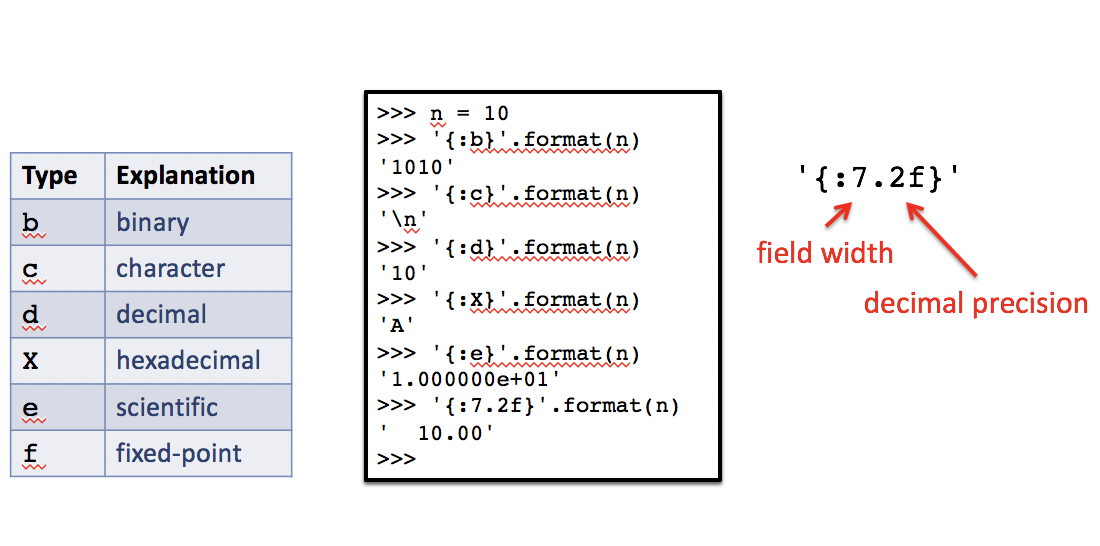 Type Explanation
b binary
c character
d decimal
X hexadecimal
e scientific
f fixed-point
>>> n = 10
>>> '{:b}'.format(n)
'1010'
>>> '{:c}'.format(n)
'\n'
>>> '{:d}'.format(n)
'10'
>>> '{:X}'.format(n)
'A'
>>> '{:e}'.format(n)
'1.000000e+01'
>>> '{:7.2f}'.format(n)
'  10.00'
>>>
'{:7.2f}'
field width
decimal precision